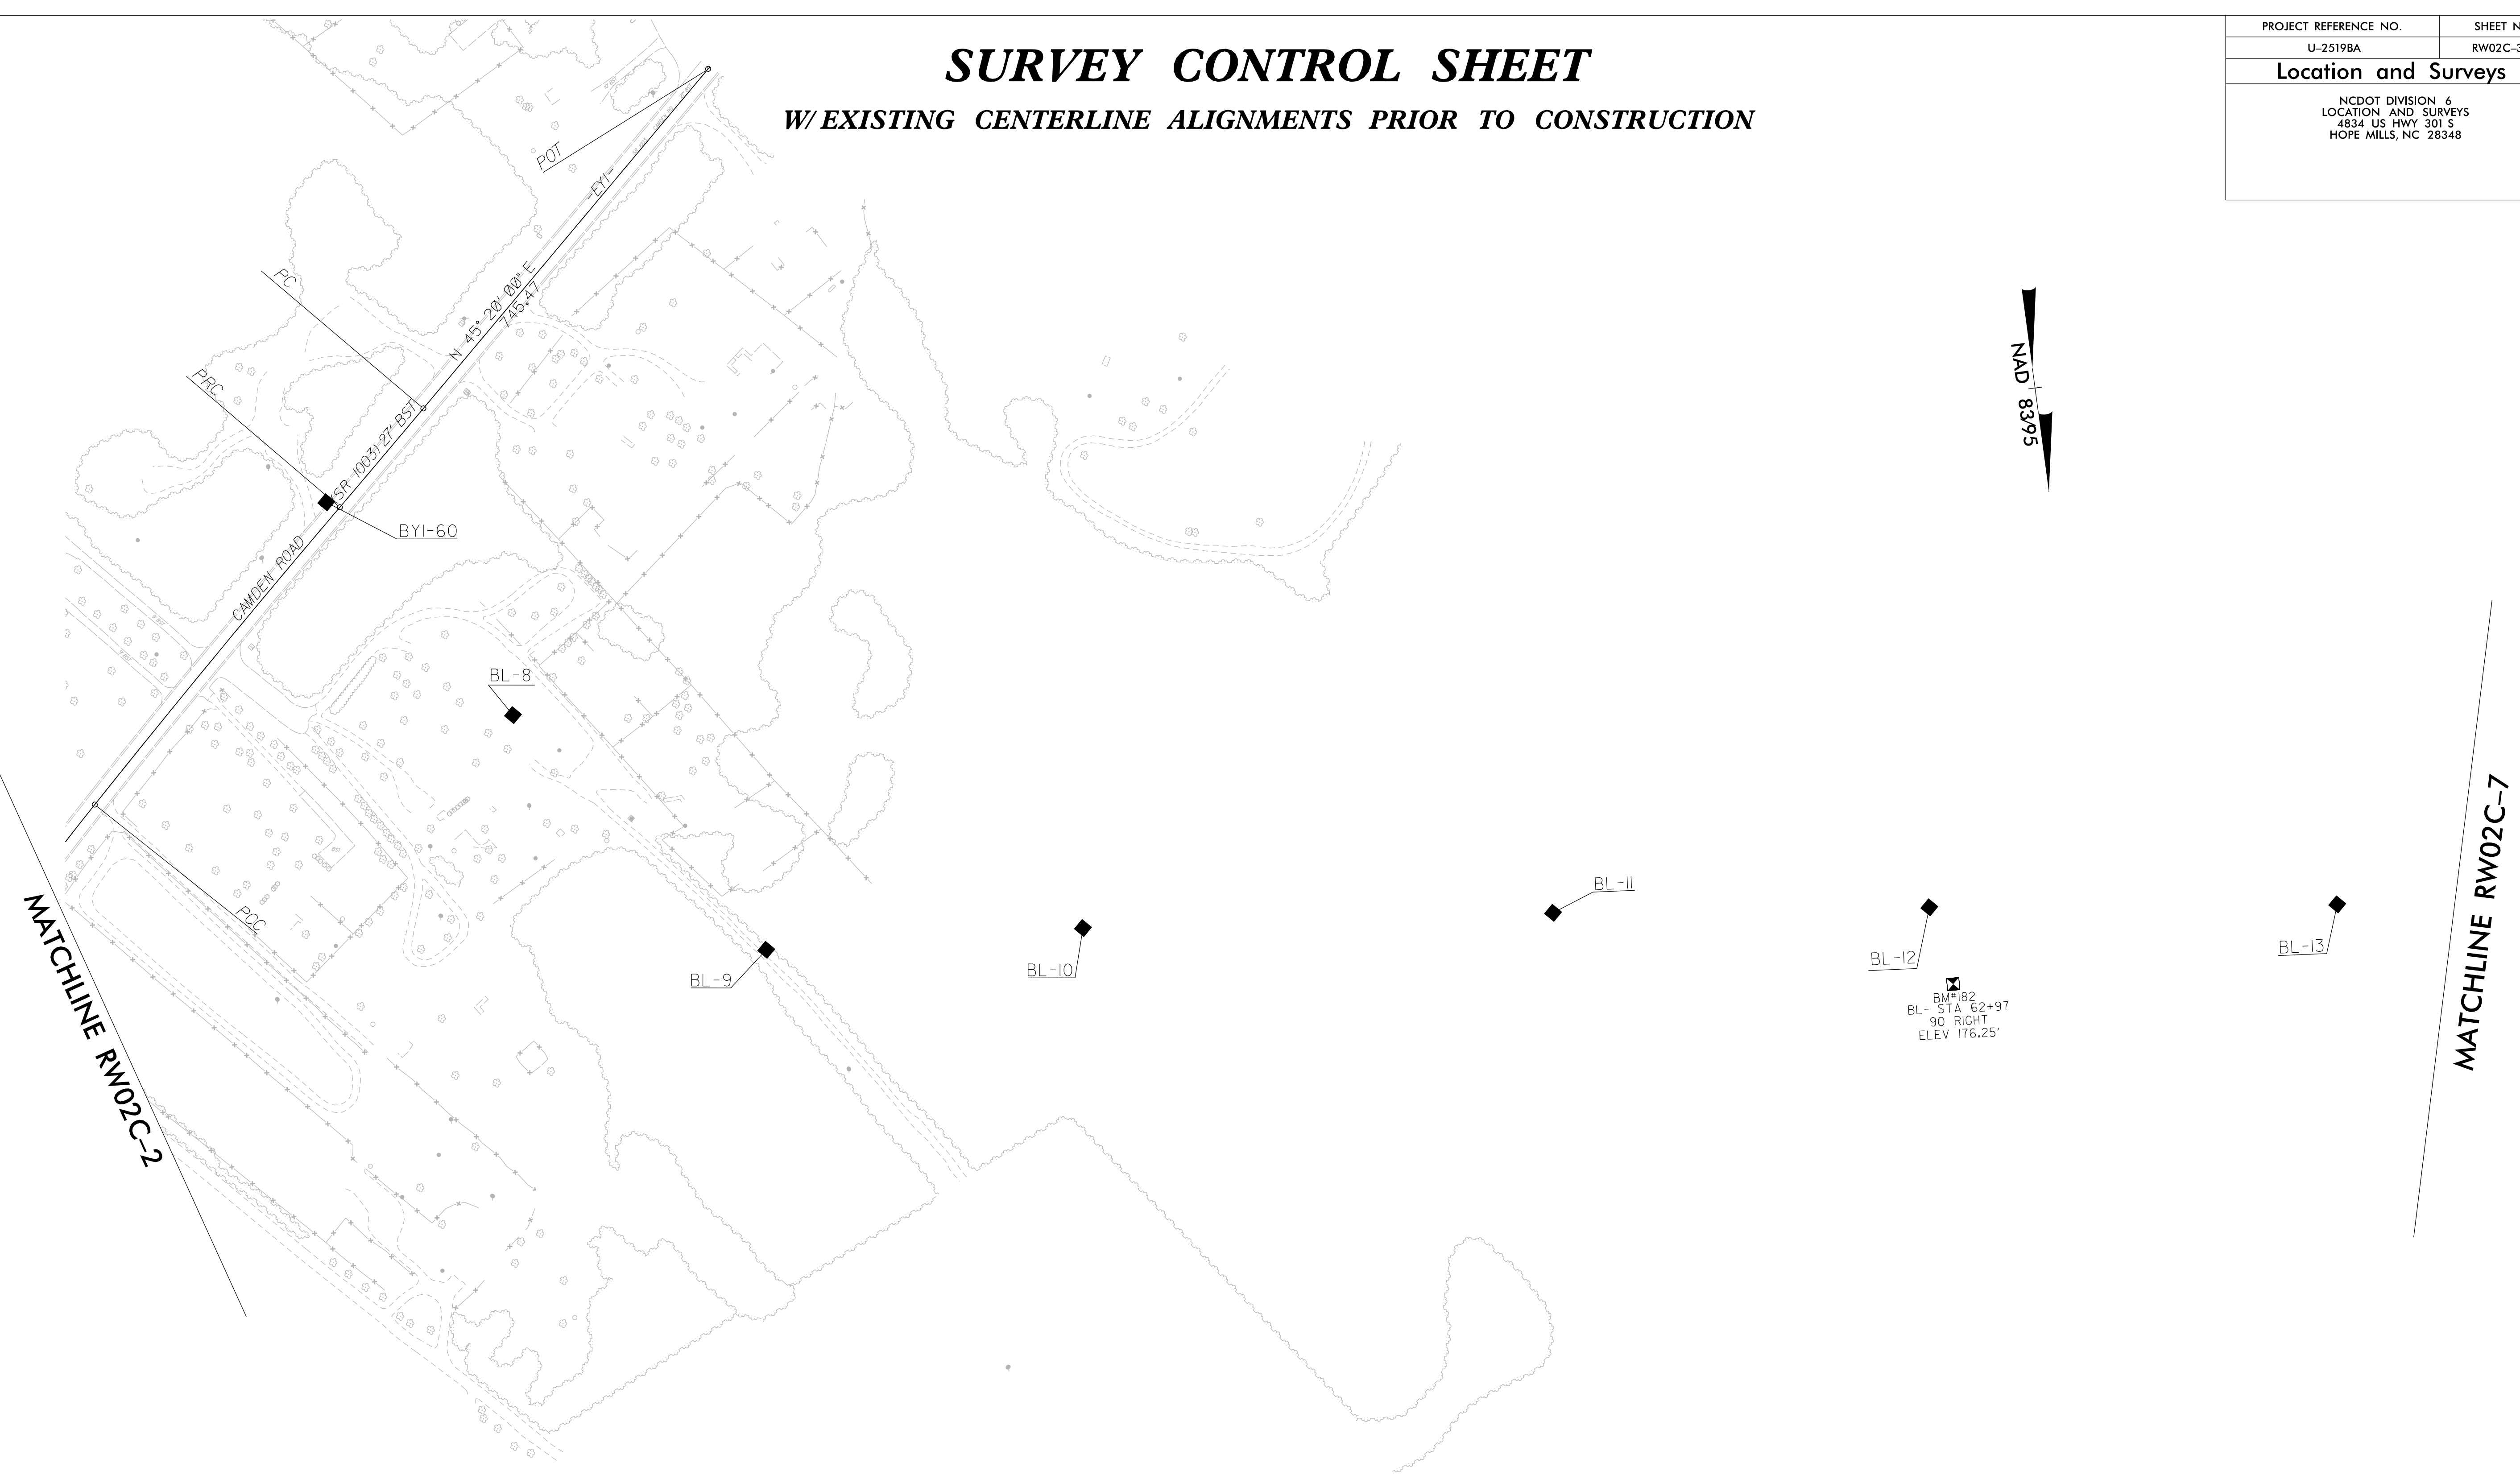 SURVEY CONTROL SHEET
W/ EXISTING CENTERLINE ALIGNMENTS PRIOR TO CONSTRUCTION
PROJECT REFERENCE NO.
SHEET N
U–2519BA
RW02C–3
Location and Surveys
NCDOT DIVISION 6
LOCATION AND SURVEYS
4834 US HWY 301 S
HOPE MILLS, NC 28348
POT
-EY1-
PC
N 45° 20' 00" E
745.47
PRC
(SR 1003) 27' BST
BY1-60
CAMDEN ROAD
NAD 83/95
BL-8
PCC
BL-9
BL-10
BL-11
BL-12
BL-13
BM#182
BL- STA 62+97
90 RIGHT
ELEV 176.25'
MATCHLINE RW02C–2
MATCHLINE RW02C–7